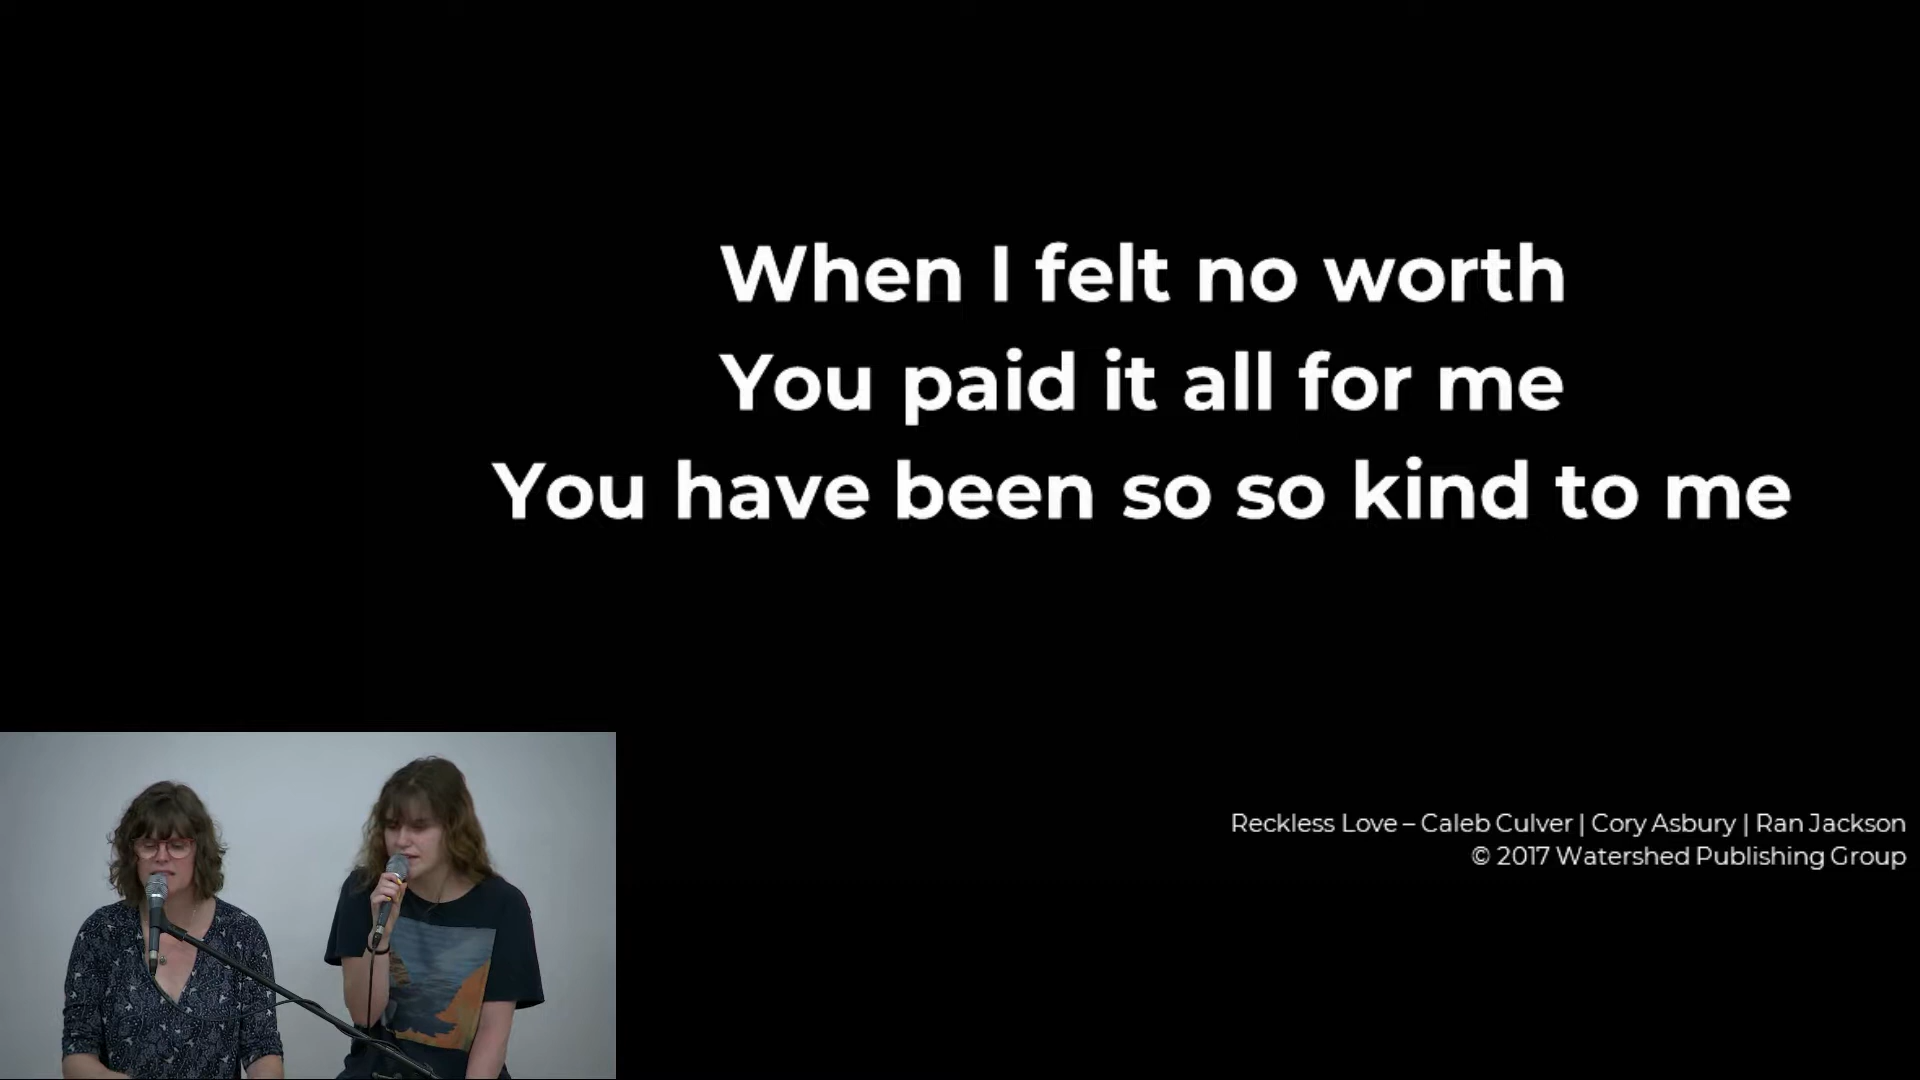 When I felt no worth
You paid it all for me
You have been so so kind to me
Reckless Love – Caleb Culver | Cory Asbury | Ran Jackson
© 2017 Watershed Publishing Group